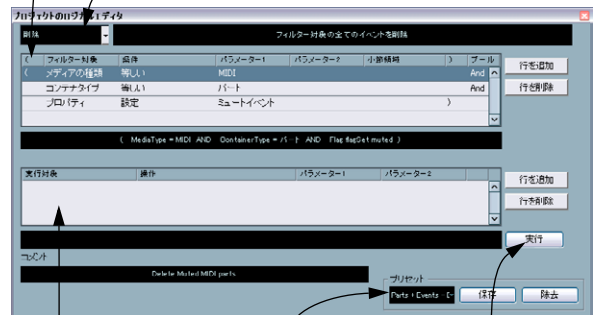 プロジェクトのロジカルエディタ
削除
フィルター対象の全てのイベントを削除
( フィルター対象 条件 パラメーター1 パラメーター2 小節領域 ) ブール
( メディアの種類 等しい MIDI And
コンテナタイプ 等しい パート And
プロパティ 設定 ミュートイベント )
行を追加
行を削除
( MediaType = MIDI AND ContainerType = パート AND Flag flagSet muted )
実行対象 操作 パラメーター1 パラメーター2
行を追加
行を削除
実行
コメント
Delete Muted MIDI parts
プリセット
Parts+Events - D-
保存
除去